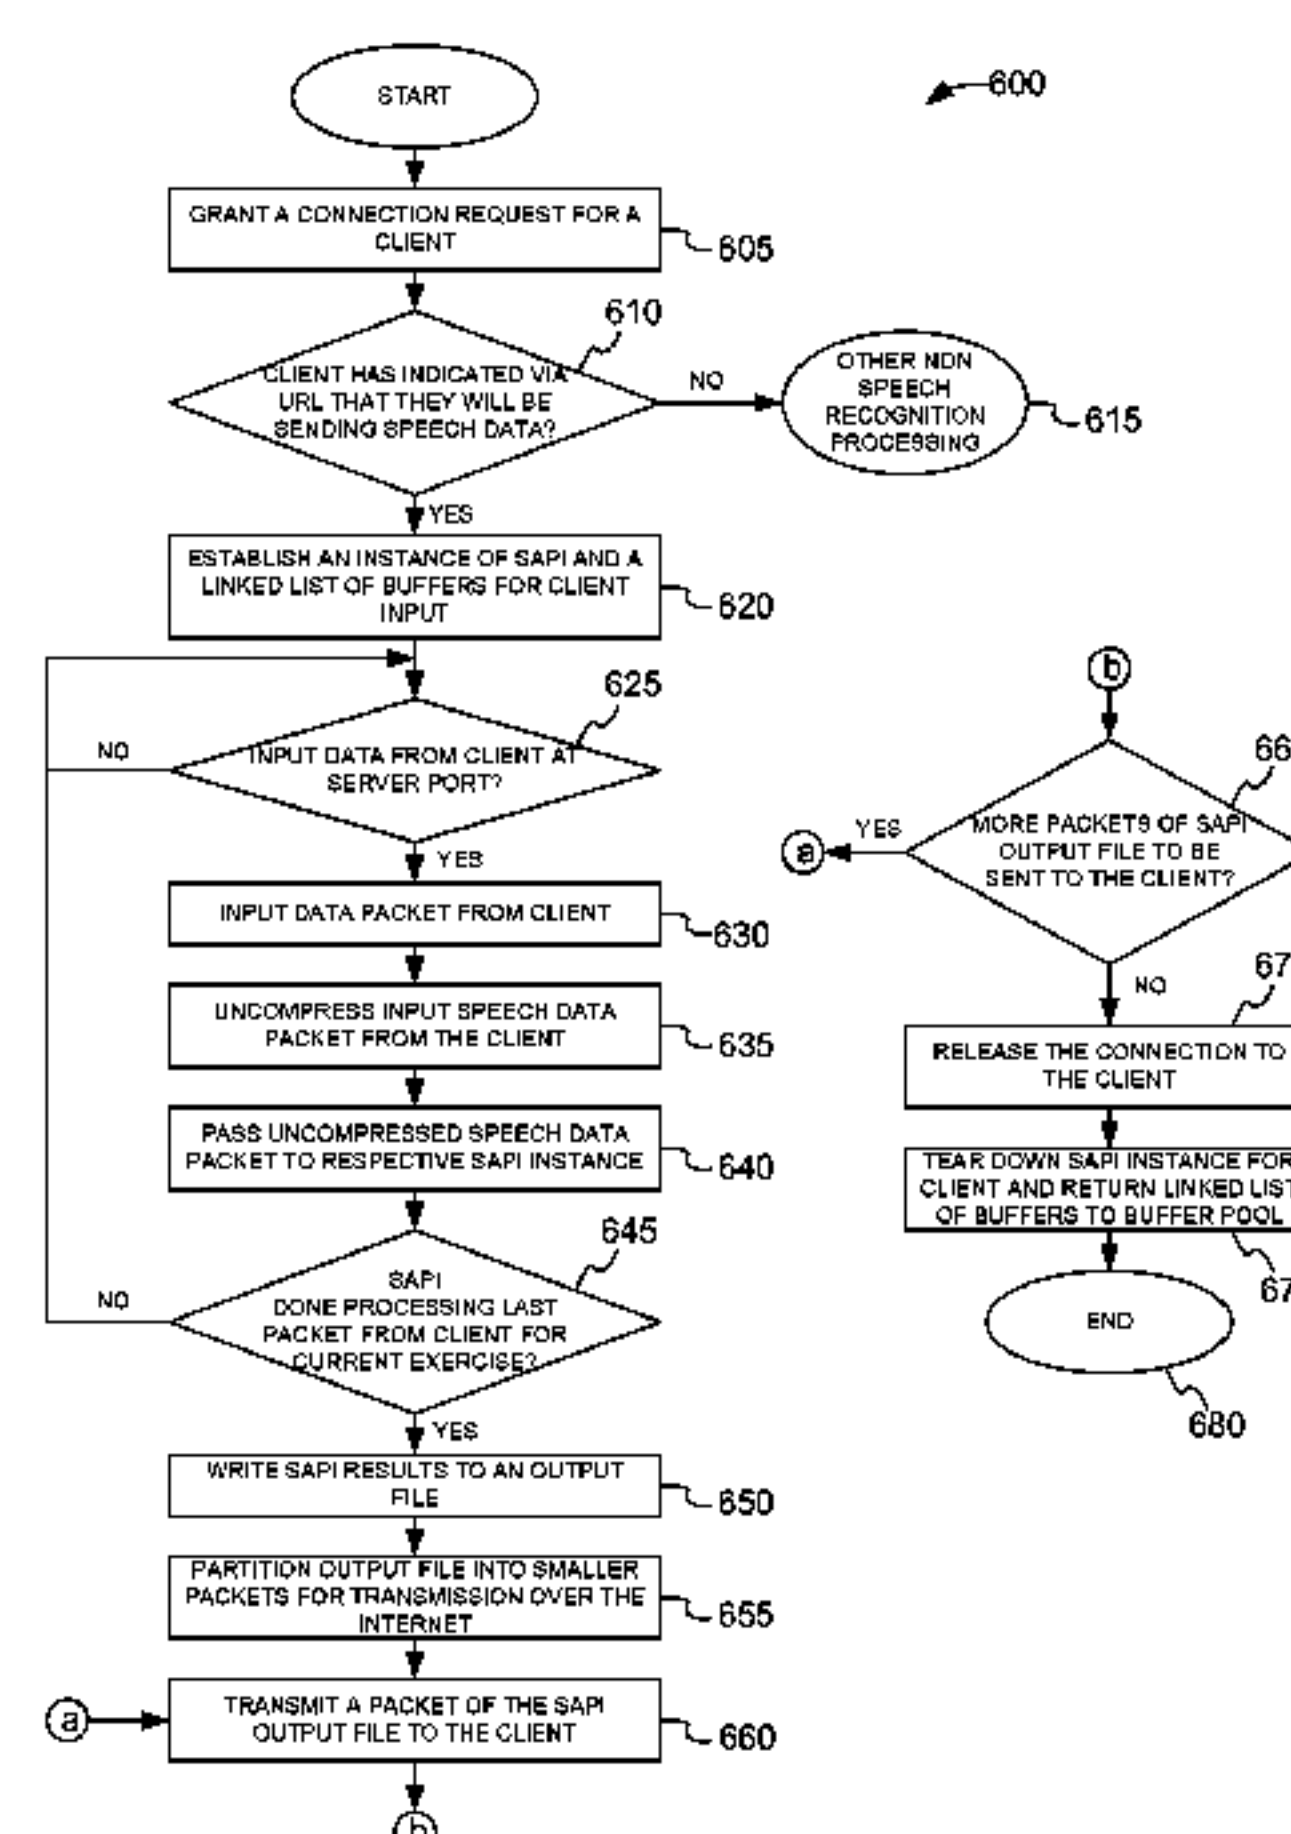 START
600
GRANT A CONNECTION REQUEST FOR A
CLIENT
605
610
CLIENT HAS INDICATED VIA
URL THAT THEY WILL BE
SENDING SPEECH DATA?
NO
OTHER NON
SPEECH
RECOGNITION
PROCESSING
615
YES
ESTABLISH AN INSTANCE OF SAPI AND A
LINKED LIST OF BUFFERS FOR CLIENT
INPUT
620
625
INPUT DATA FROM CLIENT AT
SERVER PORT?
NO
YES
INPUT DATA PACKET FROM CLIENT
630
UNCOMPRESS INPUT SPEECH DATA
PACKET FROM THE CLIENT
635
PASS UNCOMPRESSED SPEECH DATA
PACKET TO RESPECTIVE SAPI INSTANCE
640
645
SAPI
DONE PROCESSING LAST
PACKET FROM CLIENT FOR
CURRENT EXERCISE?
NO
YES
WRITE SAPI RESULTS TO AN OUTPUT
FILE
650
PARTITION OUTPUT FILE INTO SMALLER
PACKETS FOR TRANSMISSION OVER THE
INTERNET
655
a
TRANSMIT A PACKET OF THE SAPI
OUTPUT FILE TO THE CLIENT
660
b
b
66
MORE PACKETS OF SAPI
OUTPUT FILE TO BE
SENT TO THE CLIENT?
YES
a
NO
67
RELEASE THE CONNECTION TO
THE CLIENT
TEAR DOWN SAPI INSTANCE FOR
CLIENT AND RETURN LINKED LIST
OF BUFFERS TO BUFFER POOL
67
END
680